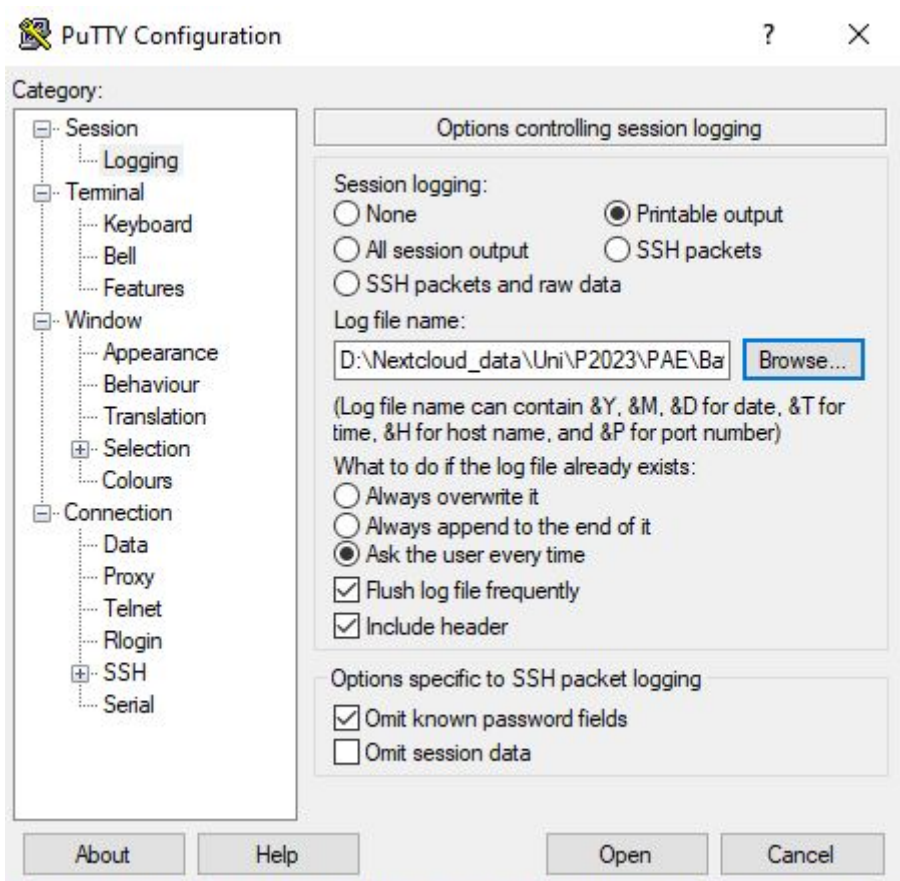 PuTTY Configuration
?
Category:
Session
Logging
Terminal
Keyboard
Bell
Features
Window
Appearance
Behaviour
Translation
Selection
Colours
Connection
Data
Proxy
Telnet
Rlogin
SSH
Serial
Options controlling session logging
Session logging:
None
Printable output
All session output
SSH packets
SSH packets and raw data
Log file name:
D:\Nextcloud_data\Uni\P2023\PAE\Ba
Browse...
(Log file name can contain &Y, &M, &D for date, &T for
time, &H for host name, and &P for port number)
What to do if the log file already exists:
Always overwrite it
Always append to the end of it
Ask the user every time
Flush log file frequently
Include header
Options specific to SSH packet logging
Omit known password fields
Omit session data
About
Help
Open
Cancel